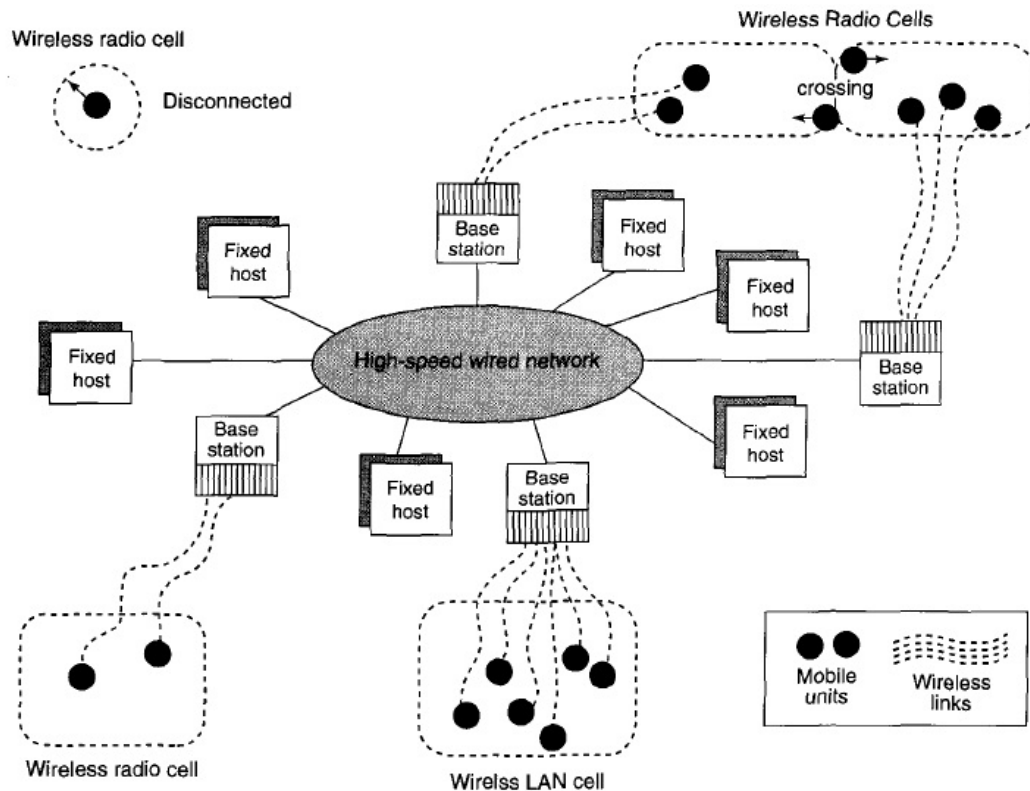 Wireless Radio Cells
Wireless radio cell
Disconnected
crossing
Base
station
Fixed
host
Fixed
host
Fixed
host
High-speed wired network
Fixed
host
Base
station
Base
station
Fixed
host
Fixed
host
Base
station
Mobile
units
Wireless
links
Wireless radio cell
Wirelss LAN cell